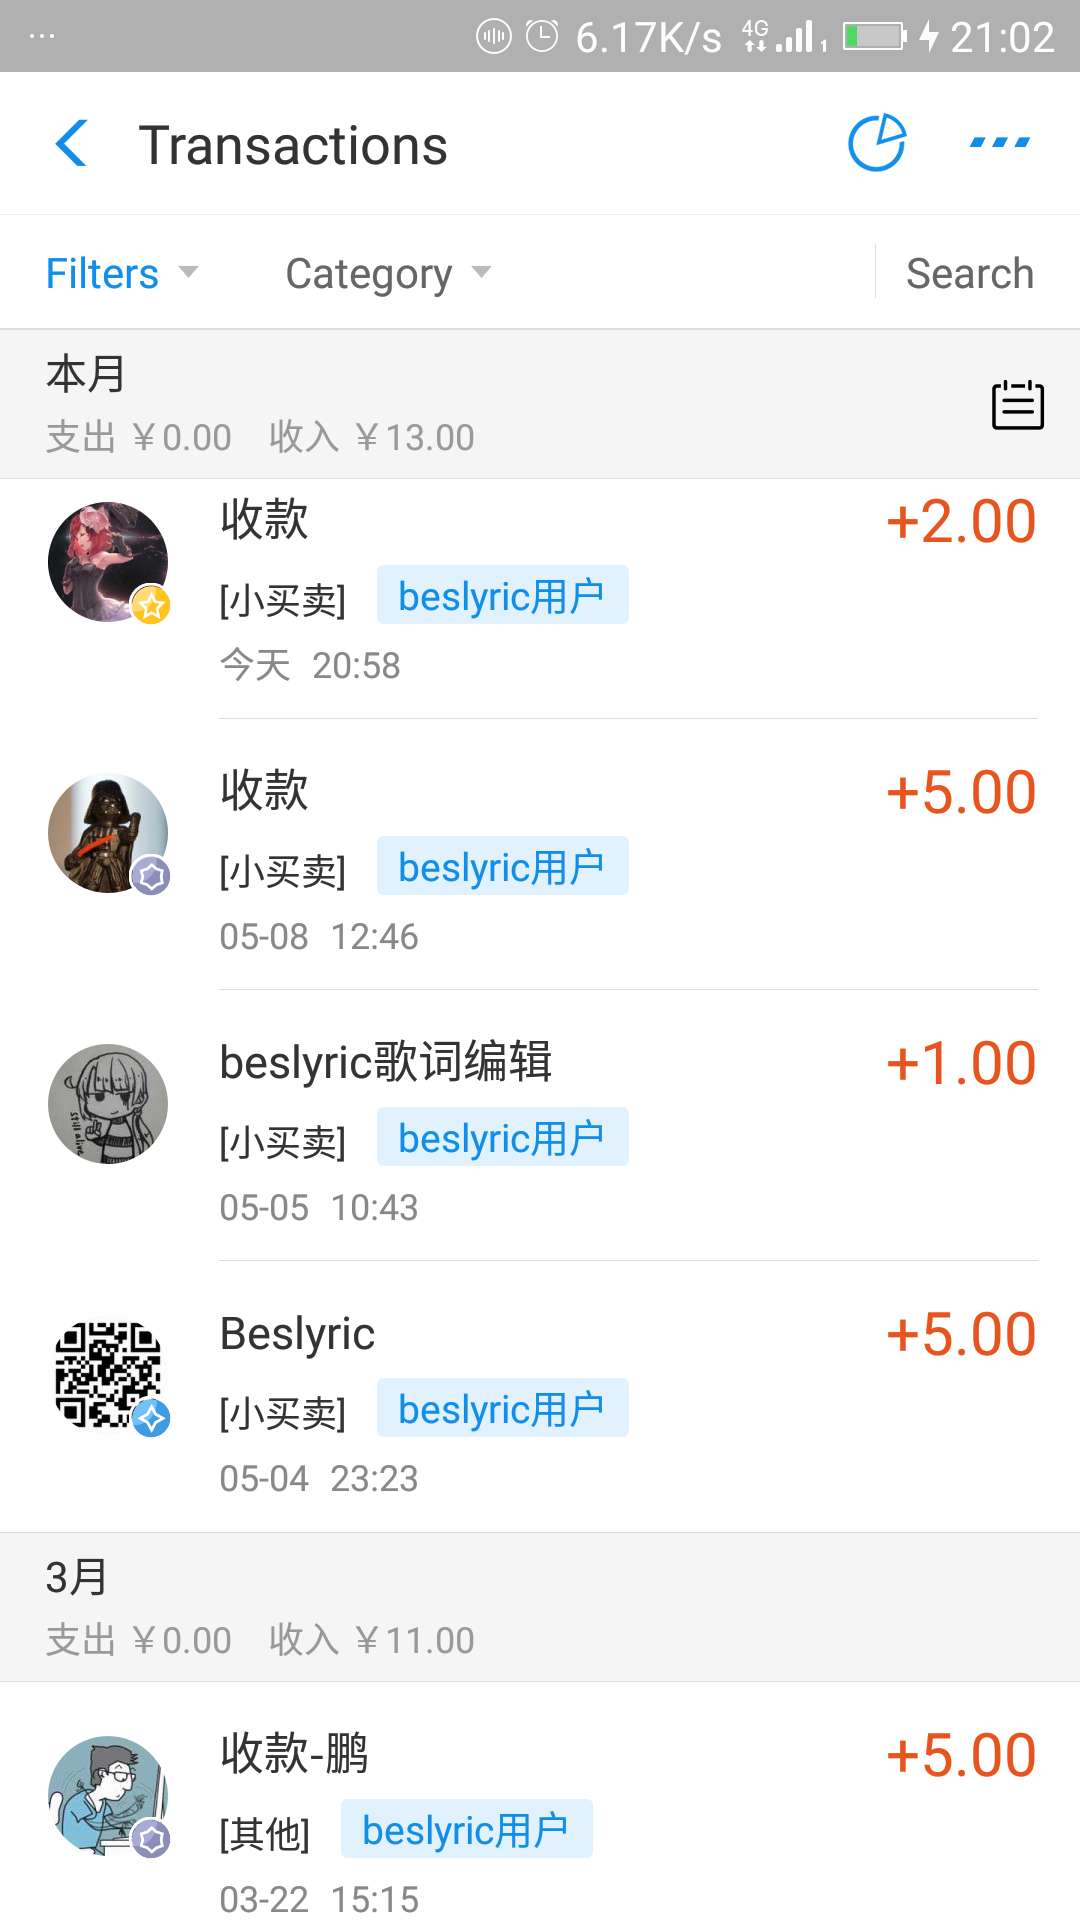 6.17K/s 4G 1 21:02
Transactions
Filters Category Search
本月
支出 ￥0.00 收入 ￥13.00
收款 +2.00
[小买卖] beslyric用户
今天 20:58
收款 +5.00
[小买卖] beslyric用户
05-08 12:46
beslyric歌词编辑 +1.00
[小买卖] beslyric用户
05-05 10:43
still alive
Beslyric +5.00
[小买卖] beslyric用户
05-04 23:23
3月
支出 ￥0.00 收入 ￥11.00
收款-鹏 +5.00
[其他] beslyric用户
03-22 15:15